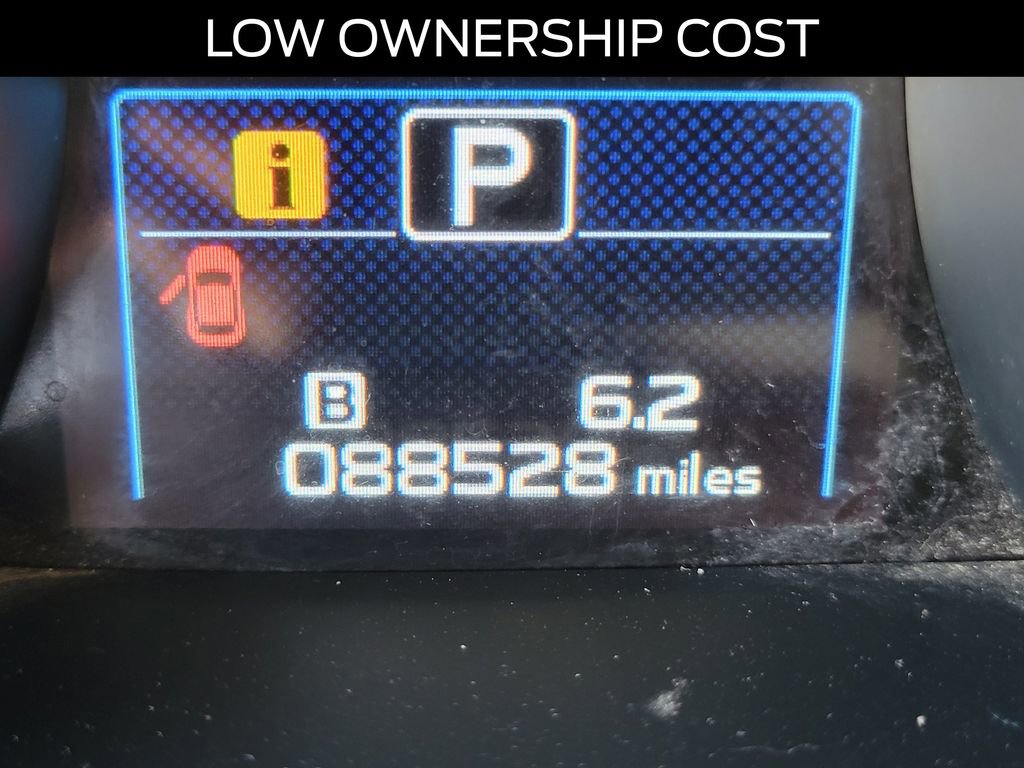 LOW OWNERSHIP COST
i
P
B 6.2
088528 miles